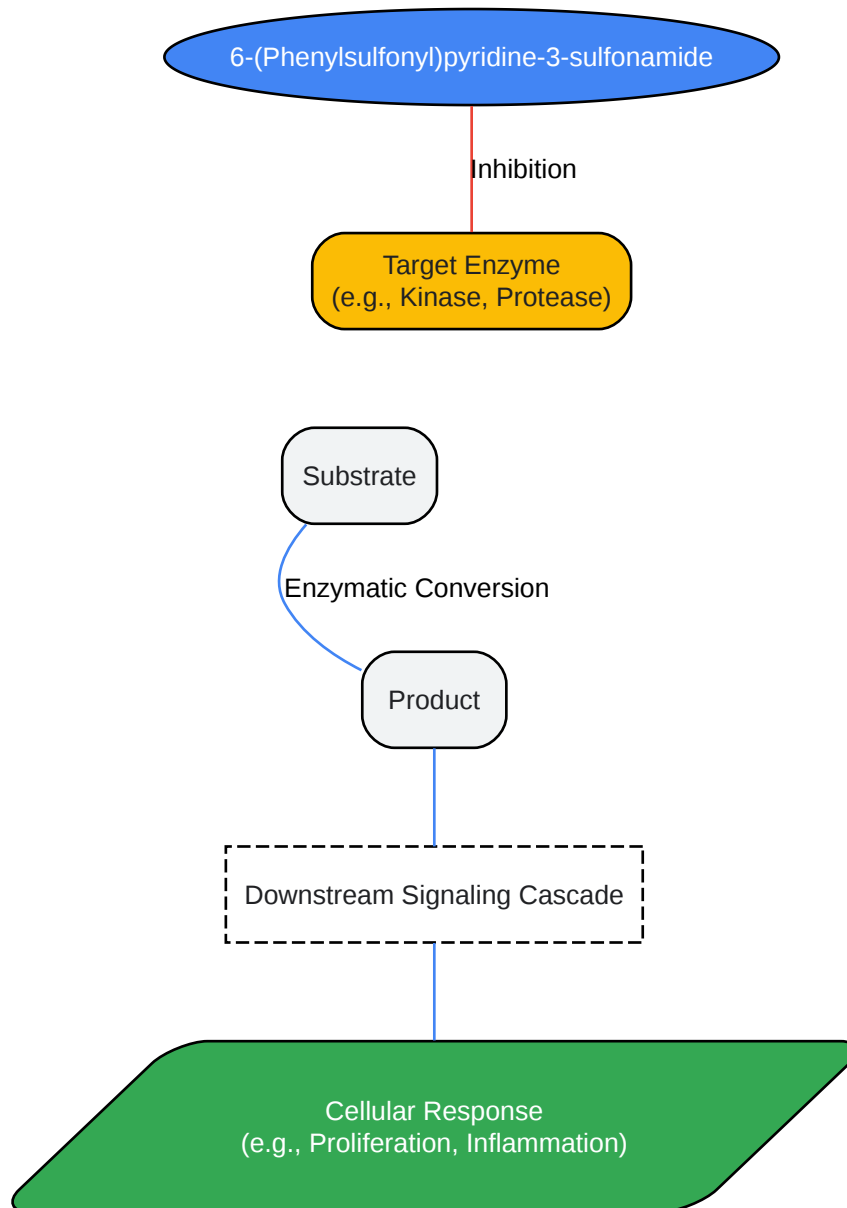 6-(Phenylsulfonyl)pyridine-3-sulfonamide
Inhibition
Target Enzyme
(e.g., Kinase, Protease)
Substrate
Enzymatic Conversion
Product
Downstream Signaling Cascade
Cellular Response
(e.g., Proliferation, Inflammation)